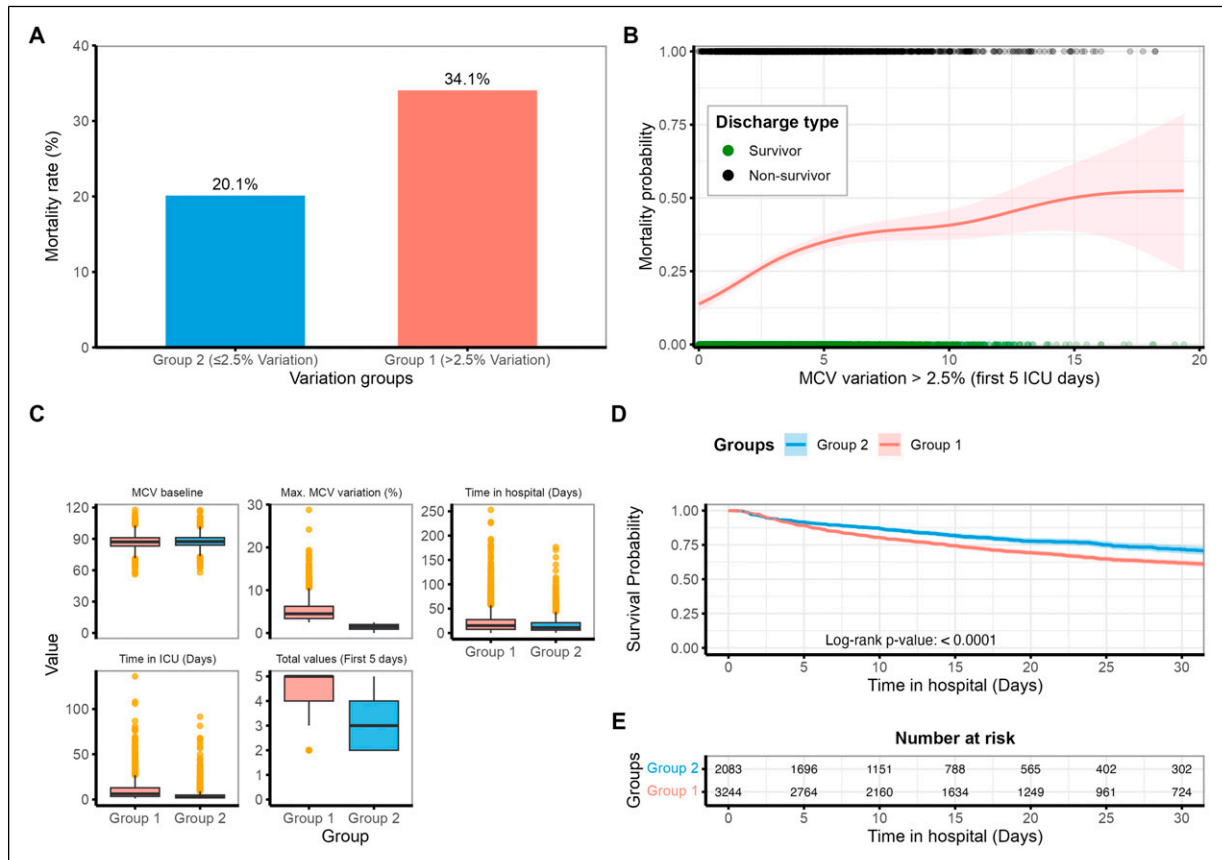 A
40
30
20
10
0
Mortality rate (%)
20.1%
34.1%
Group 2 (≤2.5% Variation)
Group 1 (>2.5% Variation)
Variation groups
B
1.00
0.75
0.50
0.25
0.00
Mortality probability
Discharge type
Survivor
Non-survivor
0 5 10 15 20
MCV variation > 2.5% (first 5 ICU days)
C
Value
MCV baseline
120
90
60
30
0
Max. MCV variation (%)
30
20
10
0
Time in hospital (Days)
250
200
150
100
50
0
Group 1 Group 2
Time in ICU (Days)
100
50
0
Group 1 Group 2
Total values (First 5 days)
5
4
3
2
1
0
Group 1 Group 2
Group
D
Groups Group 2 Group 1
1.00
0.75
0.50
0.25
0.00
Survival Probability
Log-rank p-value: < 0.0001
0 5 10 15 20 25 30
Time in hospital (Days)
E
Number at risk
Groups
Group 2 2083 1696 1151 788 565 402 302
Group 1 3244 2764 2160 1634 1249 961 724
0 5 10 15 20 25 30
Time in hospital (Days)